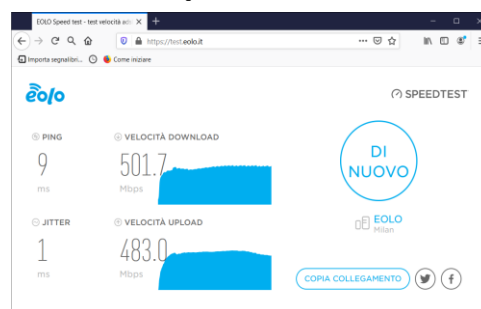 EOLO Speed test - test velocità ads
https://test.eolo.it
Importa segnalibri...
Come iniziare
eolo
SPEEDTEST
PING
VELOCITÀ DOWNLOAD
9
501.7
ms
Mbps
DI
NUOVO
JITTER
VELOCITÀ UPLOAD
EOLO
Milan
1
483.0
ms
Mbps
COPIA COLLEGAMENTO